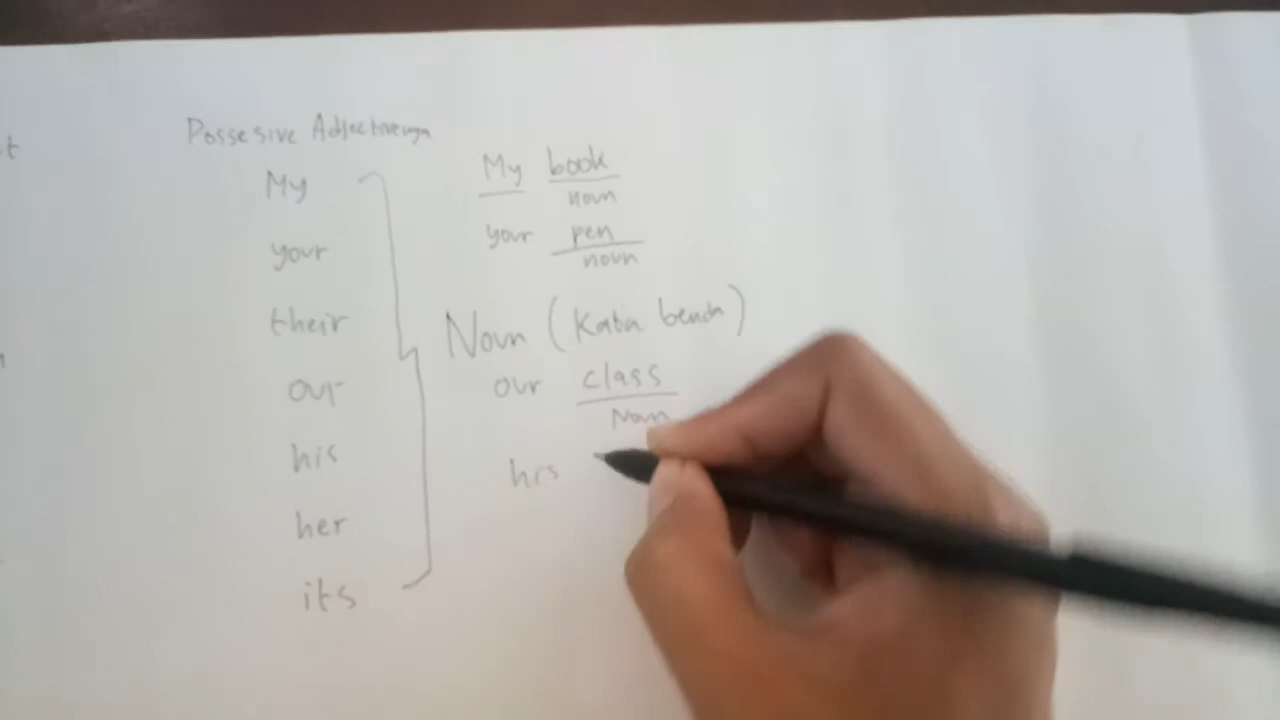 t
Possesive
My
your
their
our
his
her
its
My book
noun
your pen
noun
Noun (Kata benda)
our class
Noun
his